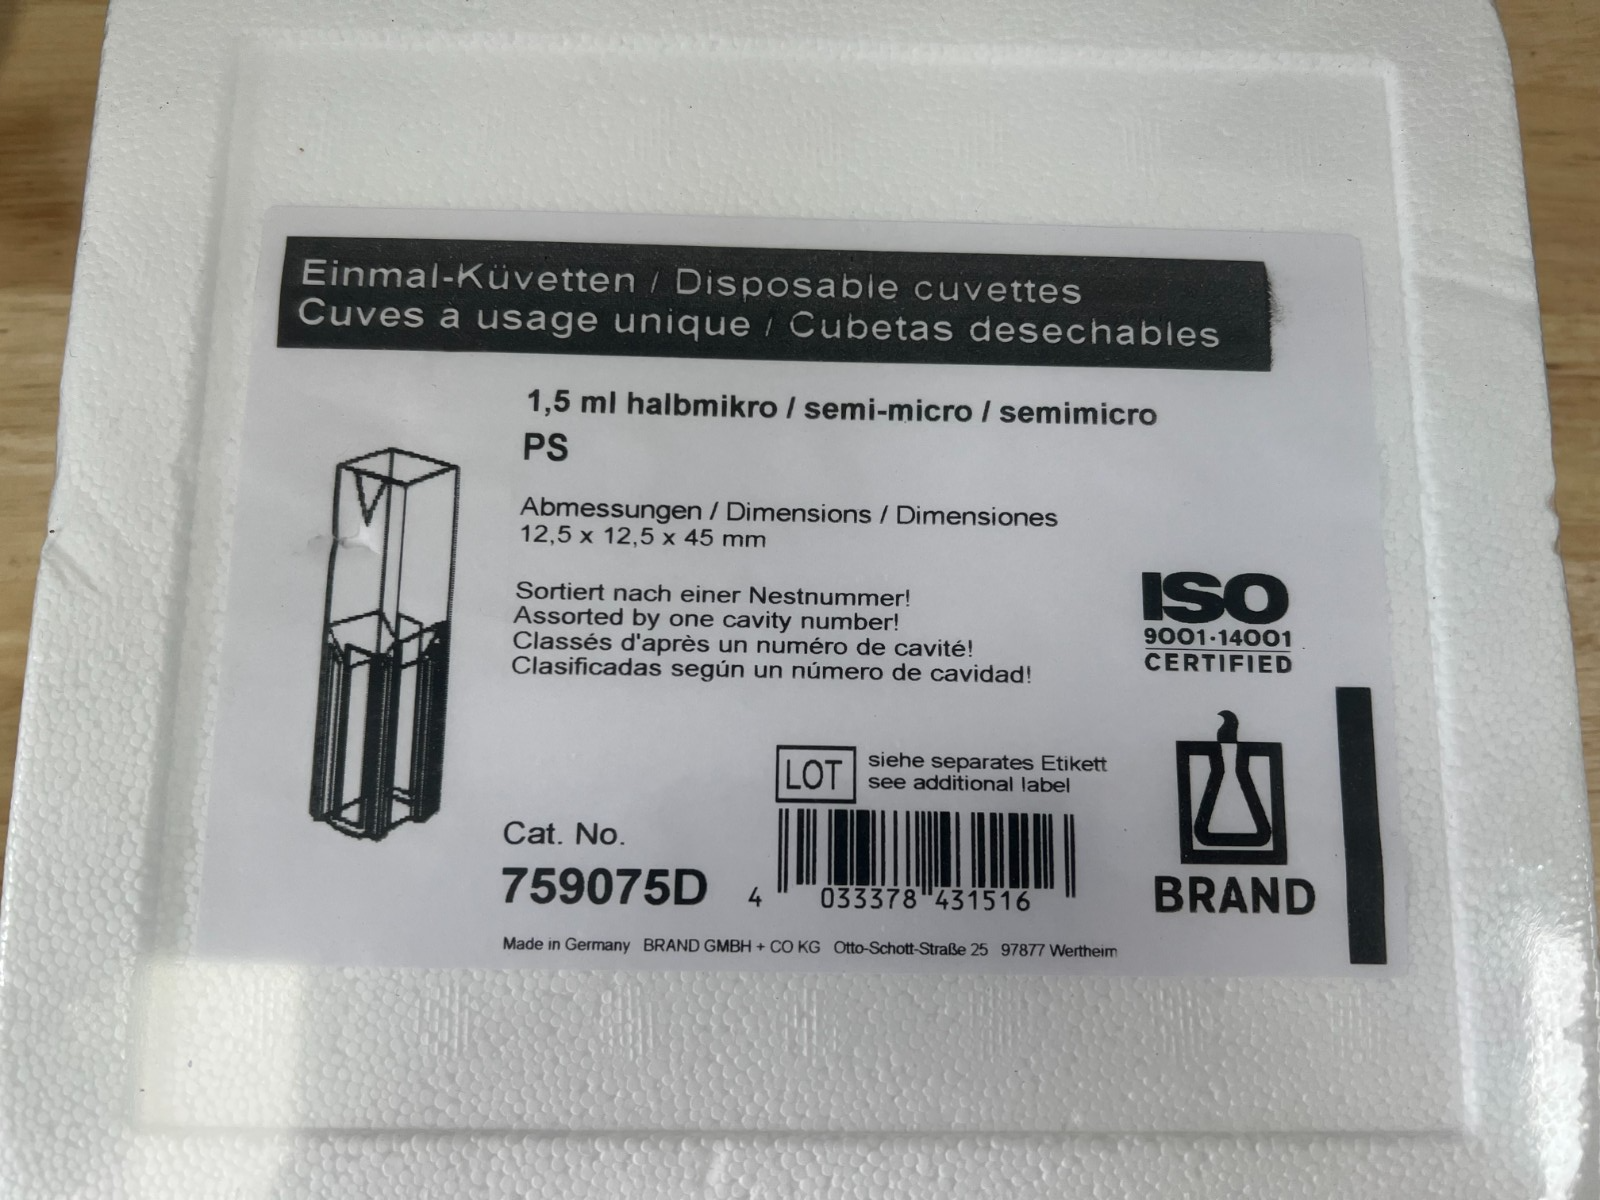 Einmal-Küvetten / Disposable cuvettes
Cuves à usage unique / Cubetas desechables
1,5 ml halbmikro / semi-micro / semimicro
PS
Abmessungen / Dimensions / Dimensiones
12,5 x 12,5 x 45 mm
Sortiert nach einer Nestnummer!
Assorted by one cavity number!
Classés d'après un numéro de cavité!
Clasificadas según un número de cavidad!
ISO
9001·14001
CERTIFIED
LOT
siehe separates Etikett
see additional label
Cat. No.
759075D
4 033378 431516
BRAND
Made in Germany BRAND GMBH + CO KG Otto-Schott-Straße 25 97877 Wertheim